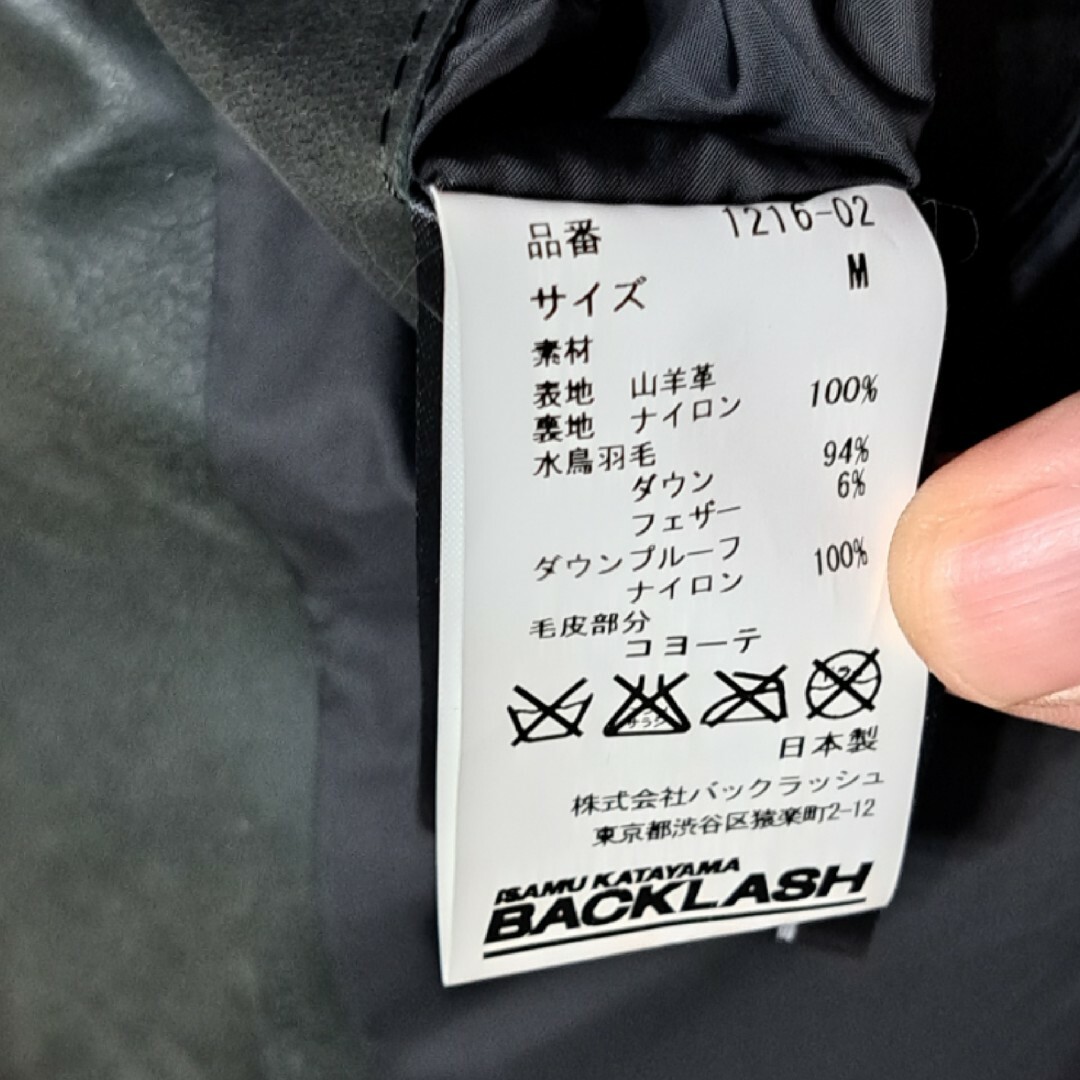 品番 1216-02
サイズ M
素材
表地 山羊革
裏地 ナイロン 100%
水鳥羽毛
ダウン 94%
フェザー 6%
ダウンプルーフ
ナイロン 100%
毛皮部分
コヨーテ
日本製
株式会社バックラッシュ
東京都渋谷区猿楽町2-12
ISAMU KATAYAMA
BACKLASH